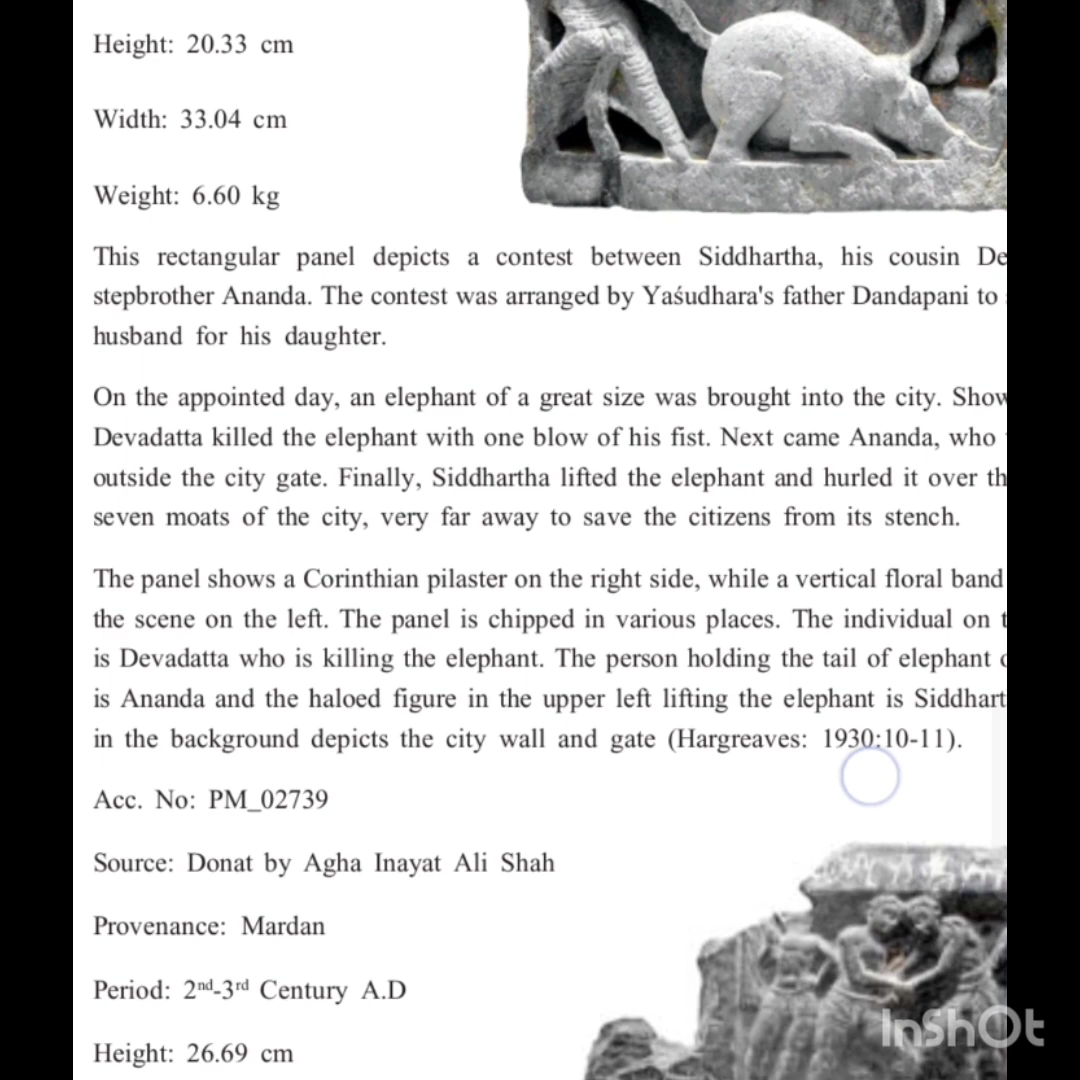 Height: 20.33 cm
Width: 33.04 cm
Weight: 6.60 kg
This rectangular panel depicts a contest between Siddhartha, his cousin De
stepbrother Ananda. The contest was arranged by Yaśudhara's father Dandapani to
husband for his daughter.
On the appointed day, an elephant of a great size was brought into the city. Show
Devadatta killed the elephant with one blow of his fist. Next came Ananda, who
outside the city gate. Finally, Siddhartha lifted the elephant and hurled it over th
seven moats of the city, very far away to save the citizens from its stench.
The panel shows a Corinthian pilaster on the right side, while a vertical floral band
the scene on the left. The panel is chipped in various places. The individual on t
is Devadatta who is killing the elephant. The person holding the tail of elephant
is Ananda and the haloed figure in the upper left lifting the elephant is Siddhart
in the background depicts the city wall and gate (Hargreaves: 1930:10-11).
Acc. No: PM_02739
Source: Donat by Agha Inayat Ali Shah
Provenance: Mardan
Period: 2nd-3rd Century A.D
Height: 26.69 cm
InShOt